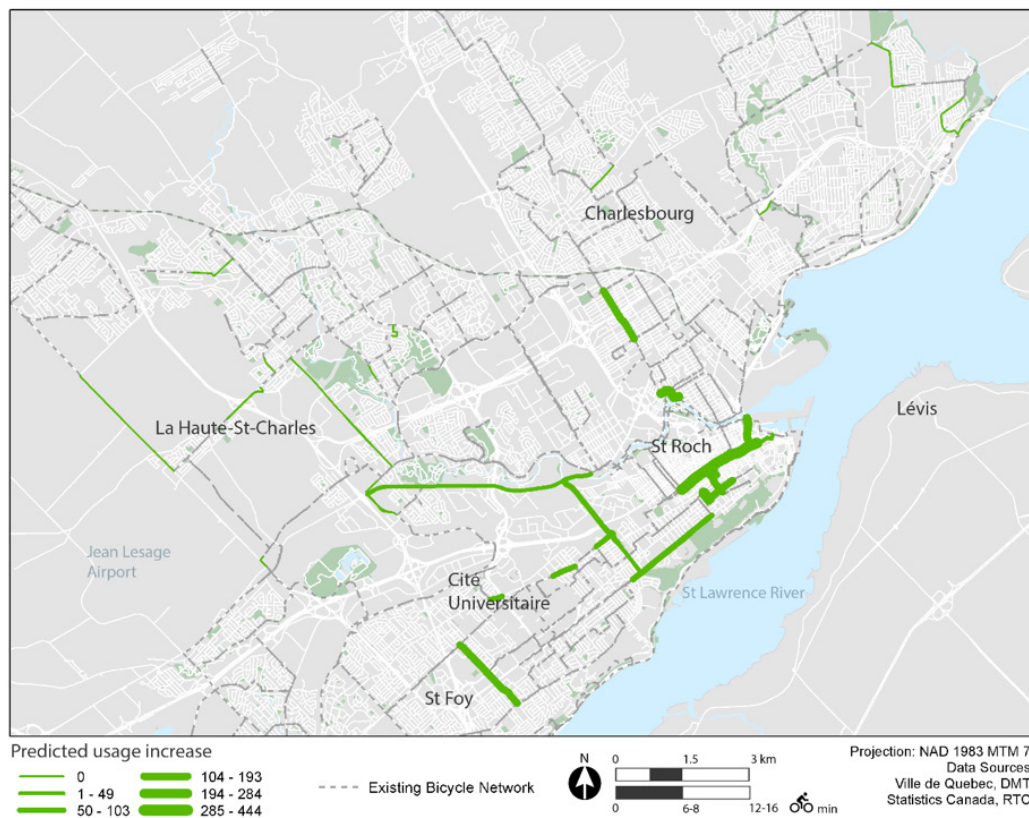 Charlesbourg
La Haute-St-Charles
Lévis
St Roch
Jean Lesage
Airport
Cité
Universitaire
St Lawrence River
St Foy
Predicted usage increase
0
1 - 49
50 - 103
104 - 193
194 - 284
285 - 444
Existing Bicycle Network
N
0 1.5 3 km
0 6-8 12-16 min
Projection: NAD 1983 MTM 7
Data Sources
Ville de Quebec, DMT
Statistics Canada, RTC